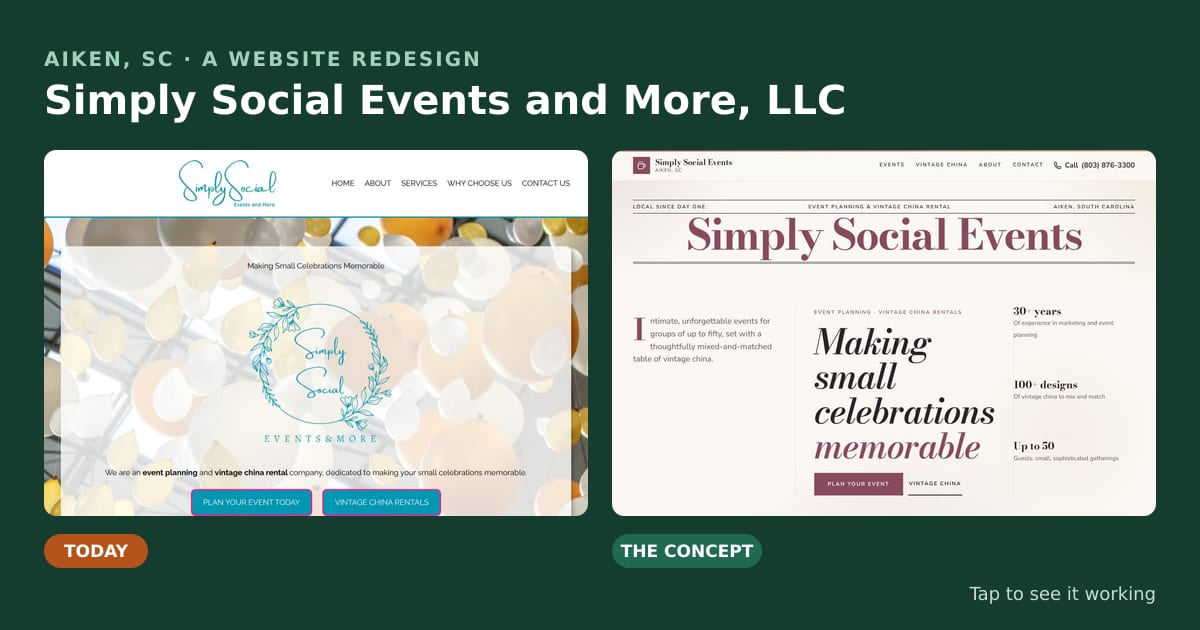 AIKEN, SC · A WEBSITE REDESIGN
Simply Social Events and More, LLC
Simply Social
Events and More
HOME ABOUT SERVICES WHY CHOOSE US CONTACT US
Making Small Celebrations Memorable
Simply
Social
EVENTS & MORE
We are an event planning and vintage china rental company, dedicated to making your small celebrations memorable.
PLAN YOUR EVENT TODAY VINTAGE CHINA RENTALS
TODAY
Simply Social Events
AIKEN, SC
EVENTS VINTAGE CHINA ABOUT CONTACT Call (803) 876-3300
LOCAL SINCE DAY ONE EVENT PLANNING & VINTAGE CHINA RENTAL AIKEN, SOUTH CAROLINA
Simply Social Events
Intimate, unforgettable events for
groups of up to fifty, set with a
thoughtfully mixed-and-matched
table of vintage china.
EVENT PLANNING · VINTAGE CHINA RENTALS
Making
small
celebrations
memorable
PLAN YOUR EVENT VINTAGE CHINA
30+ years
Of experience in marketing and event
planning
100+ designs
Of vintage china to mix and match
Up to 50
Guests: small, sophisticated gatherings
THE CONCEPT
Tap to see it working